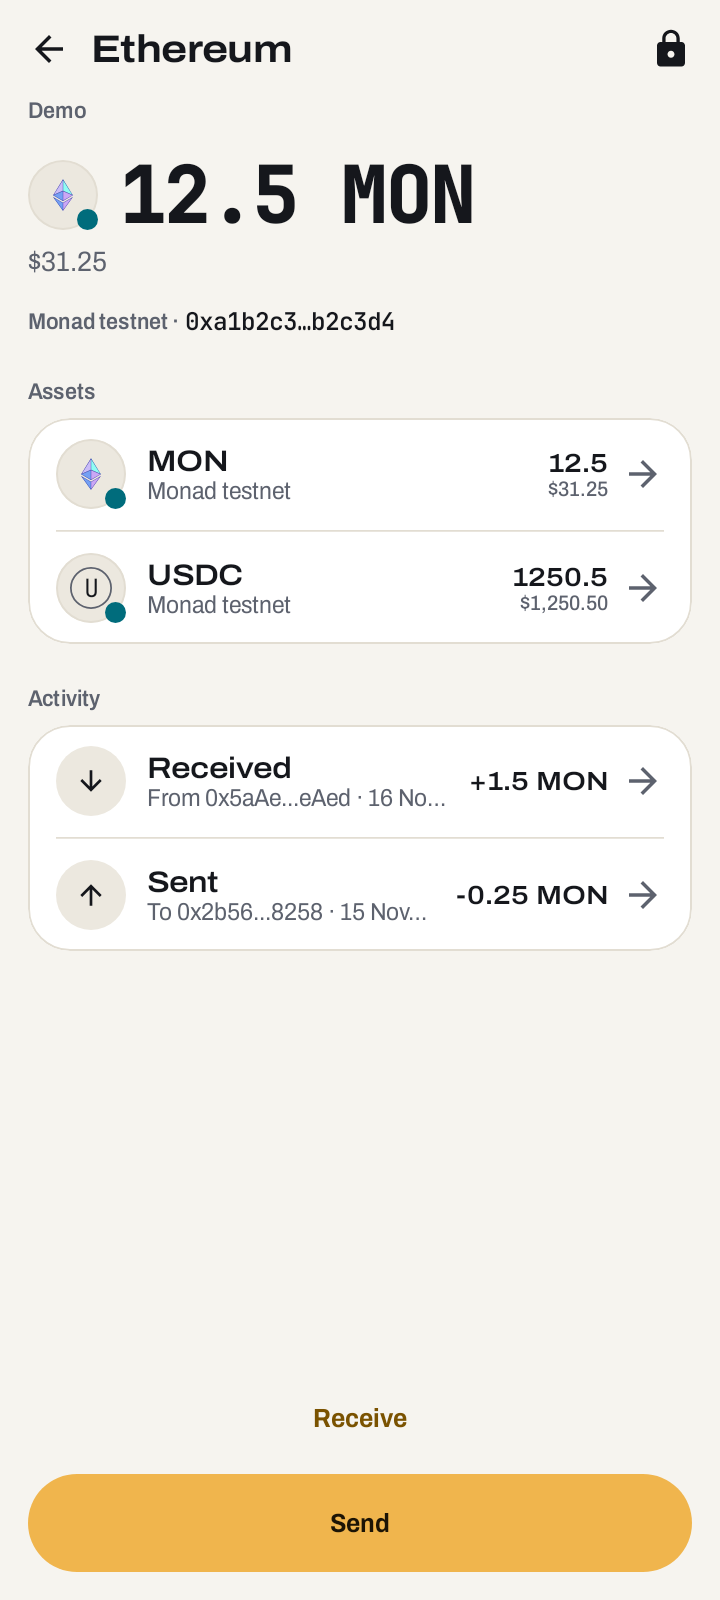 Ethereum
Demo
12.5 MON
$31.25
Monad testnet · 0xa1b2c3…b2c3d4
Assets
MON
Monad testnet
12.5
$31.25
U
USDC
Monad testnet
1250.5
$1,250.50
Activity
Received
From 0x5aAe…eAed · 16 No…
+1.5 MON
Sent
To 0x2b56…8258 · 15 Nov…
-0.25 MON
Receive
Send